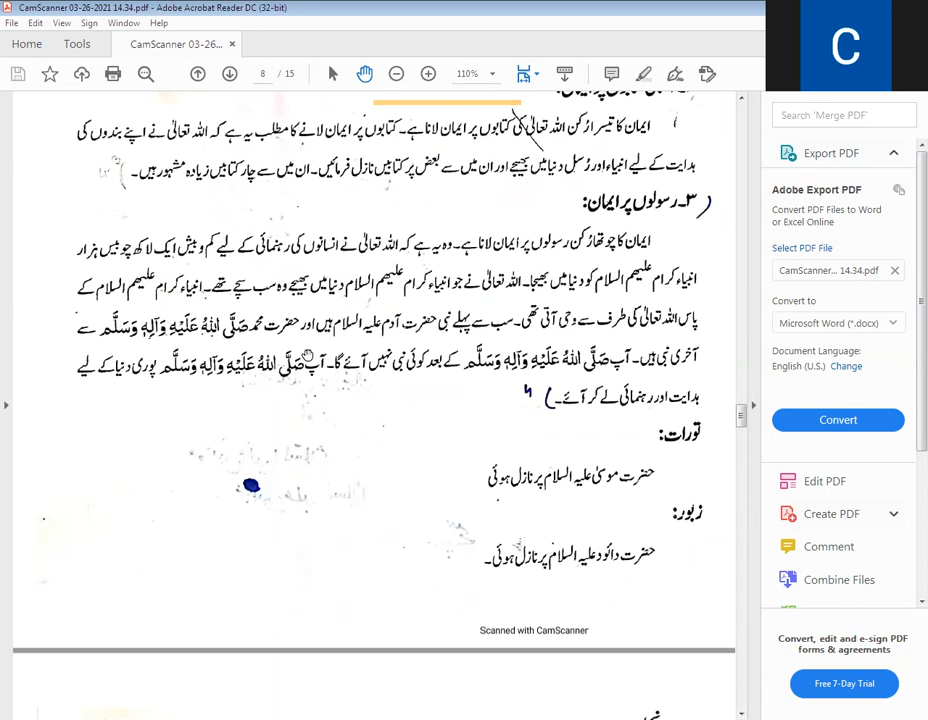 CamScanner 03-26-2021 14.34.pdf - Adobe Acrobat Reader DC (32-bit)
File Edit View Sign Window Help
Home Tools CamScanner 03-26... ×
8 / 15 110%
C
Search 'Merge PDF'
ایمان کا تیسرا رُکن اللہ تعالیٰ کی کتابوں پر ایمان لانا ہے۔ کتابوں پر ایمان لانے کا مطلب یہ ہے کہ اللہ تعالیٰ نے اپنے بندوں کی
ہدایت کے لیے انبیاء اور رُسل دنیا میں بھیجے اور ان میں سے بعض پر کتابیں نازل فرمائیں۔ ان میں سے چار کتابیں زیادہ مشہور ہیں۔
۳۔رسولوں پر ایمان:
ایمان کا چوتھا رُکن رسولوں پر ایمان لانا ہے۔ وہ یہ ہے کہ اللہ تعالیٰ نے انسانوں کی رہنمائی کے لیے کم و بیش ایک لاکھ چوبیس ہزار
انبیاء کرام علیھم السلام کو دنیا میں بھیجا۔ اللہ تعالیٰ نے جو انبیاء کرام علیھم السلام دنیا میں بھیجے وہ سب سچے تھے۔ انبیاء کرام علیھم السلام کے
پاس اللہ تعالیٰ کی طرف سے وحی آتی تھی۔ سب سے پہلے نبی حضرت آدم علیہ السلام ہیں اور حضرت محمد صَلَّی اللہُ عَلَیْہِ وَآلِہٖ وَسَلَّم سے
آخری نبی ہیں۔ آپ صَلَّی اللہُ عَلَیْہِ وَآلِہٖ وَسَلَّم کے بعد کوئی نبی نہیں آئے گا۔ آپ صَلَّی اللہُ عَلَیْہِ وَآلِہٖ وَسَلَّم پوری دنیا کے لیے
ہدایت اور رہنمائی لے کر آئے۔
تورات:
حضرت موسیٰ علیہ السلام پر نازل ہوئی
زبور:
حضرت دائود علیہ السلام پر نازل ہوئی۔
Scanned with CamScanner
Export PDF
Adobe Export PDF
Convert PDF Files to Word
or Excel Online
Select PDF File
CamScanner... 14.34.pdf ×
Convert to
Microsoft Word (*.docx)
Document Language:
English (U.S.) Change
Convert
Edit PDF
Create PDF
Comment
Combine Files
Convert, edit and e-sign PDF
forms & agreements
Free 7-Day Trial